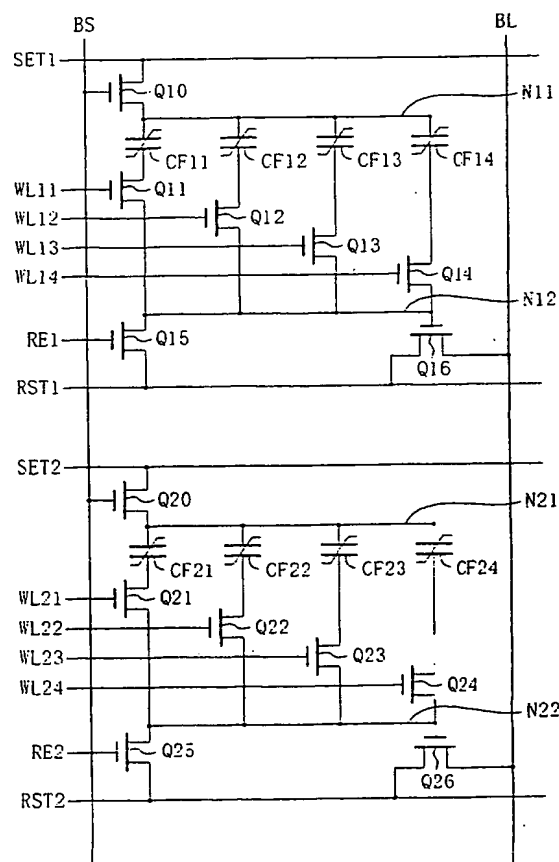 BS
BL
SET1
Q10
N11
CF11
CF12
CF13
CF14
WL11
Q11
WL12
Q12
WL13
Q13
WL14
Q14
N12
RE1
Q15
Q16
RST1
SET2
Q20
N21
CF21
CF22
CF23
CF24
WL21
Q21
WL22
Q22
WL23
Q23
WL24
Q24
N22
RE2
Q25
Q26
RST2